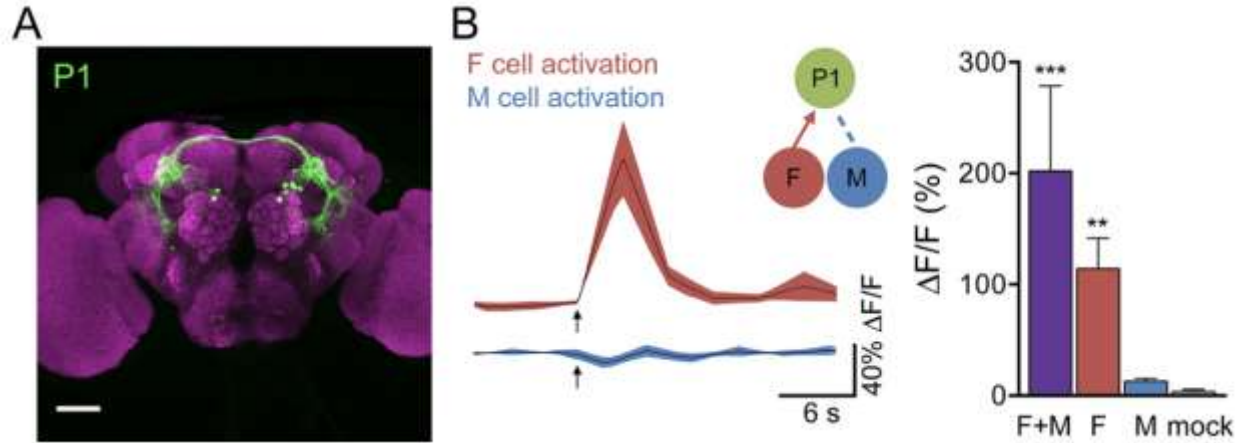 A
P1
B
F cell activation
M cell activation
P1
F
M
40% ΔF/F
6 s
ΔF/F (%)
300
200
100
0
***
**
F+M
F
M
mock